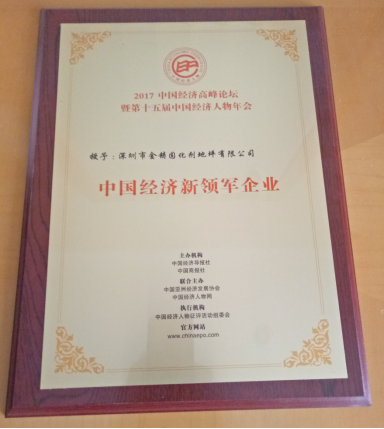 2017 中国经济高峰论坛
暨第十五届中国经济人物年会
授予：深圳市金精固化剂地坪有限公司
中国经济新领军企业
主办机构
中国经济导报社
中国商报社
联合主办
中国亚洲经济发展协会
中国经济人物网
执行机构
中国经济人物征评活动组委会
官方网站
www.zhinaepu.com